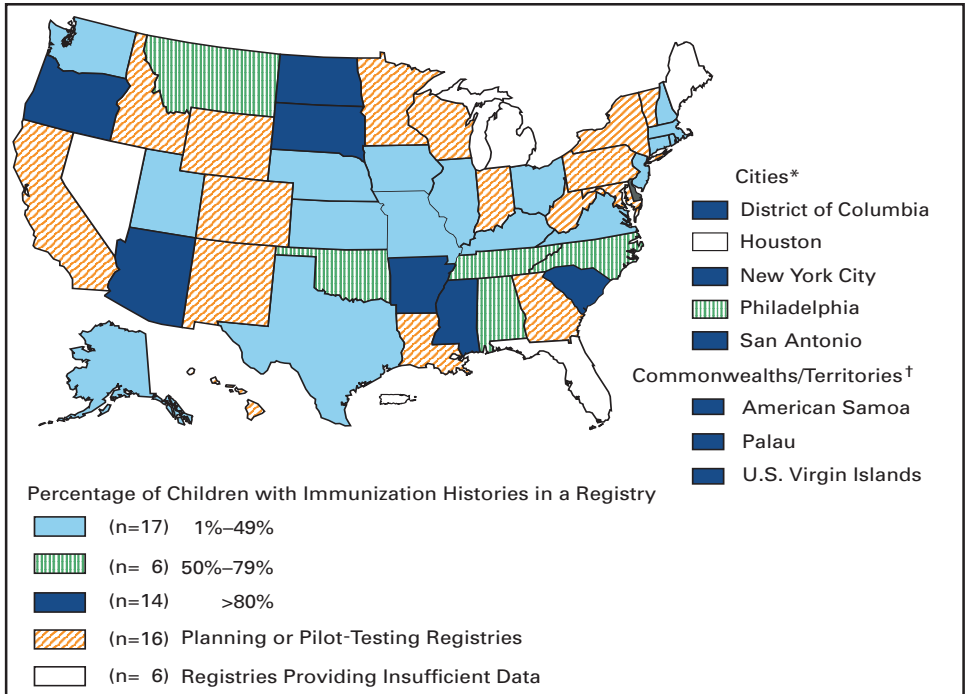 Cities*
District of Columbia
Houston
New York City
Philadelphia
San Antonio
Commonwealths/Territories†
American Samoa
Palau
U.S. Virgin Islands
Percentage of Children with Immunization Histories in a Registry
(n=17) 1%–49%
(n= 6) 50%–79%
(n=14) >80%
(n=16) Planning or Pilot-Testing Registries
(n= 6) Registries Providing Insufficient Data